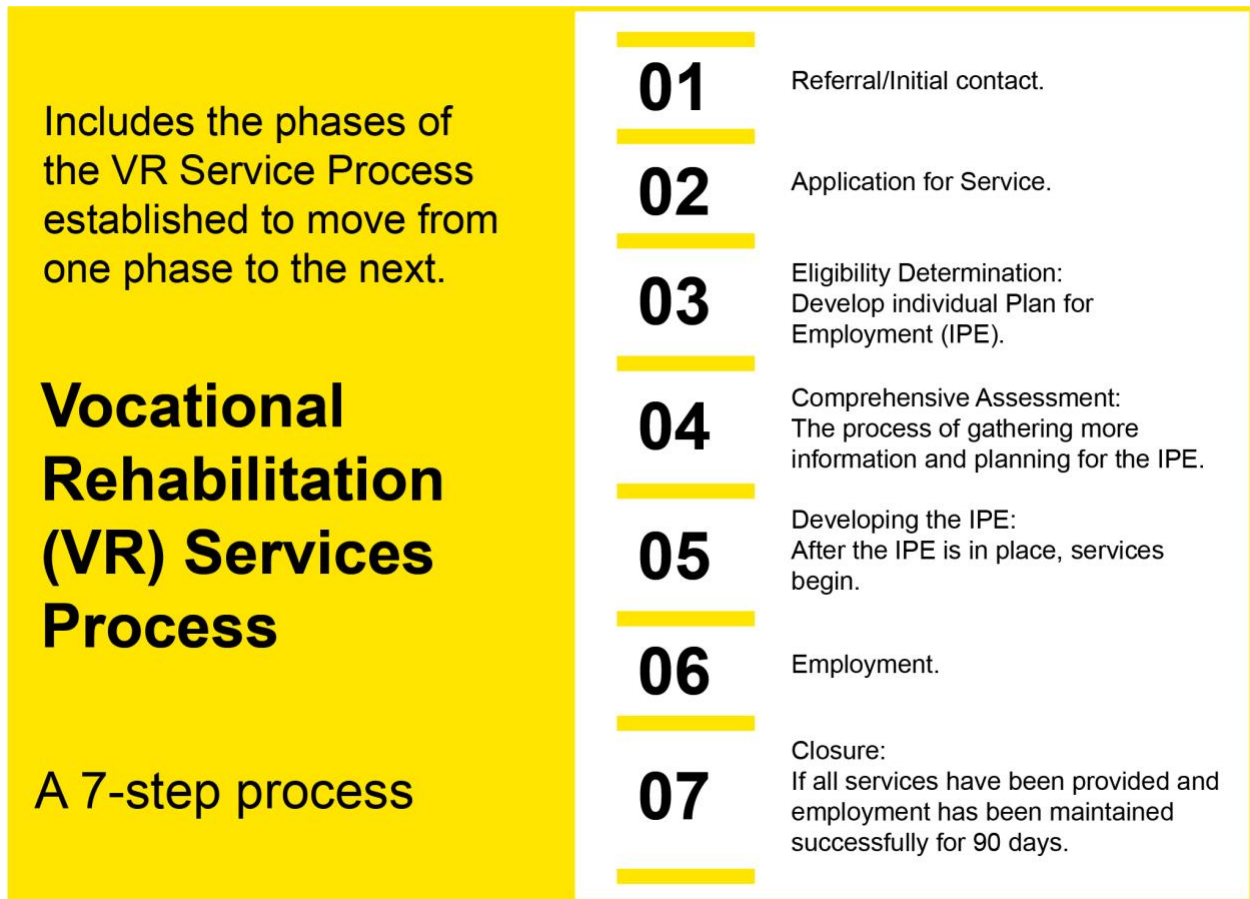 Includes the phases of
the VR Service Process
established to move from
one phase to the next.
Vocational
Rehabilitation
(VR) Services
Process
A 7-step process
01
Referral/Initial contact.
02
Application for Service.
03
Eligibility Determination:
Develop individual Plan for
Employment (IPE).
04
Comprehensive Assessment:
The process of gathering more
information and planning for the IPE.
05
Developing the IPE:
After the IPE is in place, services
begin.
06
Employment.
07
Closure:
If all services have been provided and
employment has been maintained
successfully for 90 days.